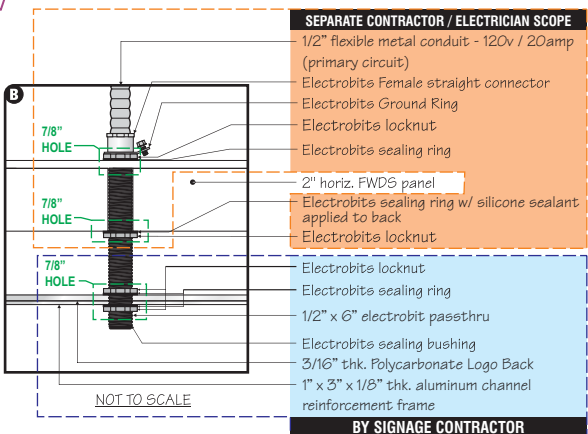 SEPARATE CONTRACTOR / ELECTRICIAN SCOPE
1/2" flexible metal conduit - 120v / 20amp
(primary circuit)
Electrobits Female straight connector
B
Electrobits Ground Ring
7/8"
HOLE
Electrobits locknut
Electrobits sealing ring
2" horiz. FWDS panel
7/8"
HOLE
Electrobits sealing ring w/ silicone sealant
applied to back
Electrobits locknut
7/8"
HOLE
Electrobits locknut
Electrobits sealing ring
1/2" x 6" electrobit passthru
Electrobits sealing bushing
3/16" thk. Polycarbonate Logo Back
1" x 3" x 1/8" thk. aluminum channel
reinforcement frame
NOT TO SCALE
BY SIGNAGE CONTRACTOR